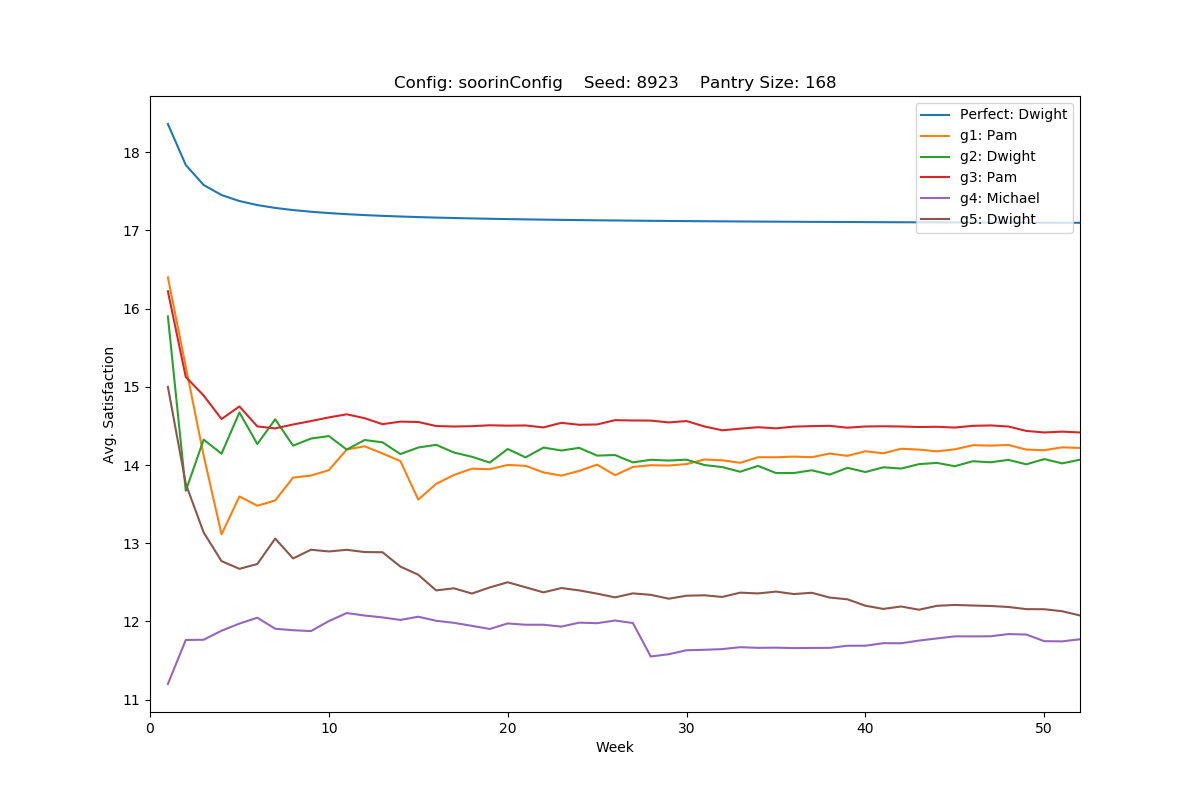 Config: soorinConfig    Seed: 8923    Pantry Size: 168
Perfect: Dwight
g1: Pam
g2: Dwight
g3: Pam
g4: Michael
g5: Dwight
18
17
16
15
14
13
12
11
Avg. Satisfaction
0 10 20 30 40 50
Week